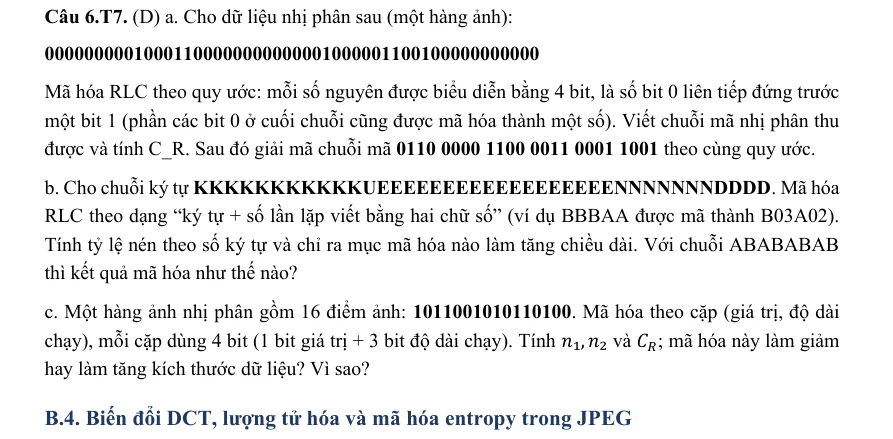 Câu 6.T7. (D) a. Cho dữ liệu nhị phân sau (một hàng ảnh):
00000000010001100000000000001000001100100000000000
Mã hóa RLC theo quy ước: mỗi số nguyên được biểu diễn bằng 4 bit, là số bit 0 liên tiếp đứng trước
một bit 1 (phần các bit 0 ở cuối chuỗi cũng được mã hóa thành một số). Viết chuỗi mã nhị phân thu
được và tính C_R. Sau đó giải mã chuỗi mã 0110 0000 1100 0011 0001 1001 theo cùng quy ước.
b. Cho chuỗi ký tự KKKKKKKKKKKUEEEEEEEEEEEEEEEEEENNNNNNNDDDD. Mã hóa
RLC theo dạng “ký tự + số lần lặp viết bằng hai chữ số” (ví dụ BBBAA được mã thành B03A02).
Tính tỷ lệ nén theo số ký tự và chỉ ra mục mã hóa nào làm tăng chiều dài. Với chuỗi ABABABAB
thì kết quả mã hóa như thế nào?
c. Một hàng ảnh nhị phân gồm 16 điểm ảnh: 1011001010110100. Mã hóa theo cặp (giá trị, độ dài
chạy), mỗi cặp dùng 4 bit (1 bit giá trị + 3 bit độ dài chạy). Tính n₁, n₂ và C_R; mã hóa này làm giảm
hay làm tăng kích thước dữ liệu? Vì sao?
B.4. Biến đổi DCT, lượng tử hóa và mã hóa entropy trong JPEG